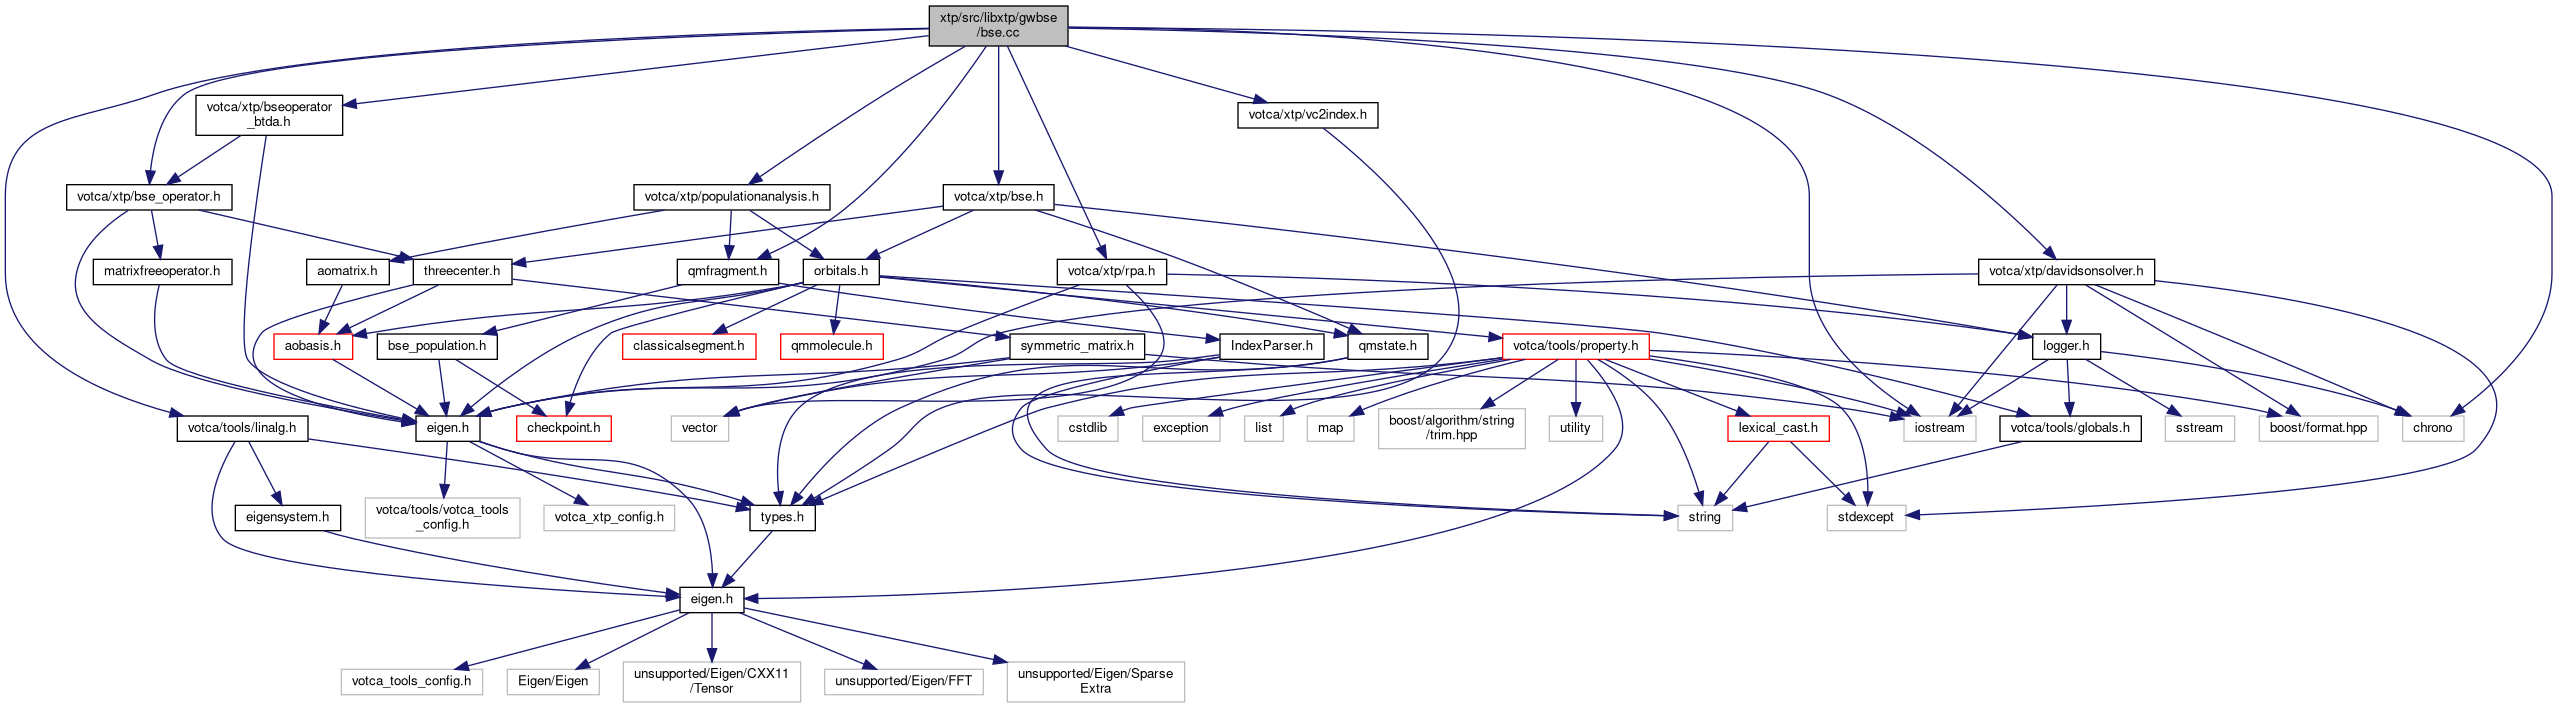 xtp/src/libxtp/gwbse
/bse.cc
votca/xtp/bseoperator
_btda.h
votca/xtp/vc2index.h
votca/xtp/bse_operator.h
votca/xtp/populationanalysis.h
votca/xtp/bse.h
matrixfreeoperator.h
aomatrix.h
threecenter.h
qmfragment.h
orbitals.h
votca/xtp/rpa.h
votca/xtp/davidsonsolver.h
aobasis.h
bse_population.h
classicalsegment.h
qmmolecule.h
symmetric_matrix.h
IndexParser.h
qmstate.h
votca/tools/property.h
logger.h
votca/tools/linalg.h
eigen.h
checkpoint.h
vector
cstdlib
exception
list
map
boost/algorithm/string
/trim.hpp
utility
lexical_cast.h
iostream
votca/tools/globals.h
sstream
boost/format.hpp
chrono
eigensystem.h
votca/tools/votca_tools
_config.h
votca_xtp_config.h
types.h
string
stdexcept
eigen.h
votca_tools_config.h
Eigen/Eigen
unsupported/Eigen/CXX11
/Tensor
unsupported/Eigen/FFT
unsupported/Eigen/Sparse
Extra